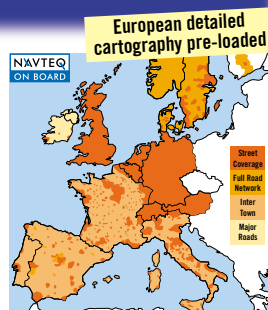 European detailed
cartography pre-loaded
NAVTEQ
ON BOARD
Street
Coverage
Full Road
Network
Inter
Town
Major
Roads